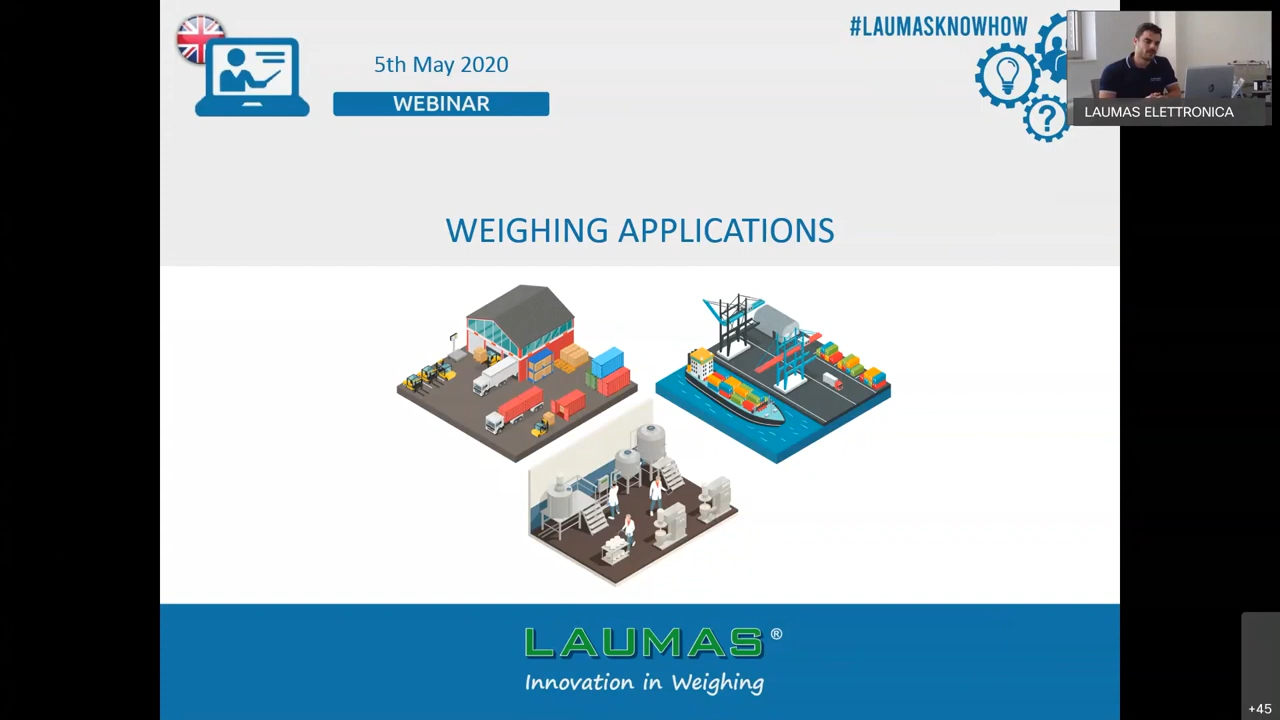 5th May 2020
WEBINAR
#LAUMASKNOWHOW
LAUMAS ELETTRONICA
WEIGHING APPLICATIONS
LAUMAS®
Innovation in Weighing
+45